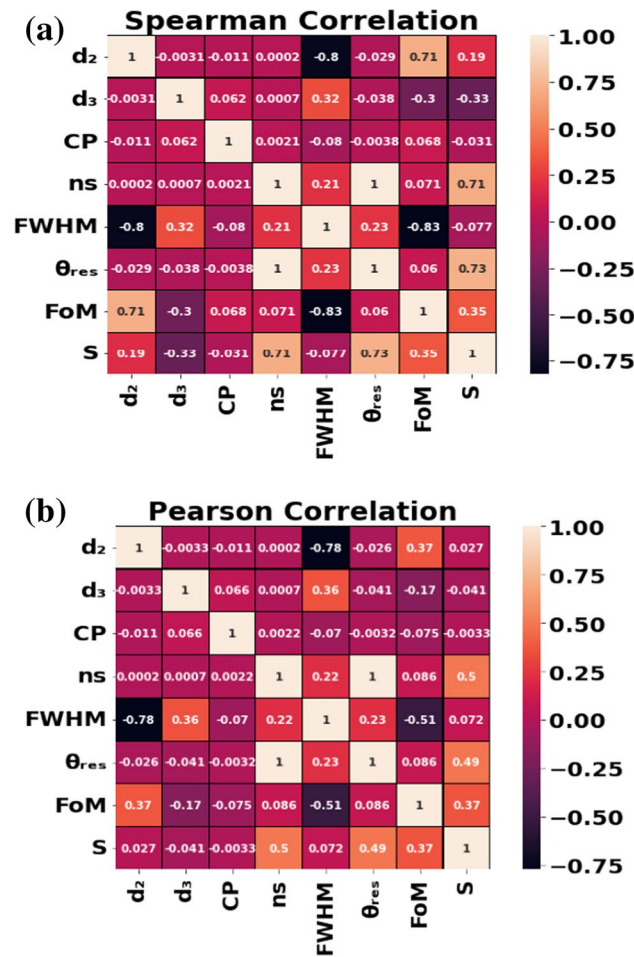 (a)
Spearman Correlation
d₂ 1 -0.0031 -0.011 0.0002 -0.8 -0.029 0.71 0.19
d₃ -0.0031 1 0.062 0.0007 0.32 -0.038 -0.3 -0.33
CP -0.011 0.062 1 0.0021 -0.08 -0.0038 0.068 -0.031
ns 0.0002 0.0007 0.0021 1 0.21 1 0.071 0.71
FWHM -0.8 0.32 -0.08 0.21 1 0.23 -0.83 -0.077
θres -0.029 -0.038 -0.0038 1 0.23 1 0.06 0.73
FoM 0.71 -0.3 0.068 0.071 -0.83 0.06 1 0.35
S 0.19 -0.33 -0.031 0.71 -0.077 0.73 0.35 1
d₂ d₃ CP ns FWHM θres FoM S
1.00
0.75
0.50
0.25
0.00
−0.25
−0.50
−0.75
(b)
Pearson Correlation
d₂ 1 -0.0033 -0.011 0.0002 -0.78 -0.026 0.37 0.027
d₃ -0.0033 1 0.066 0.0007 0.36 -0.041 -0.17 -0.041
CP -0.011 0.066 1 0.0022 -0.07 -0.0032 -0.075 -0.0033
ns 0.0002 0.0007 0.0022 1 0.22 1 0.086 0.5
FWHM -0.78 0.36 -0.07 0.22 1 0.23 -0.51 0.072
θres -0.026 -0.041 -0.0032 1 0.23 1 0.086 0.49
FoM 0.37 -0.17 -0.075 0.086 -0.51 0.086 1 0.37
S 0.027 -0.041 -0.0033 0.5 0.072 0.49 0.37 1
d₂ d₃ CP ns FWHM θres FoM S
1.00
0.75
0.50
0.25
0.00
−0.25
−0.50
−0.75